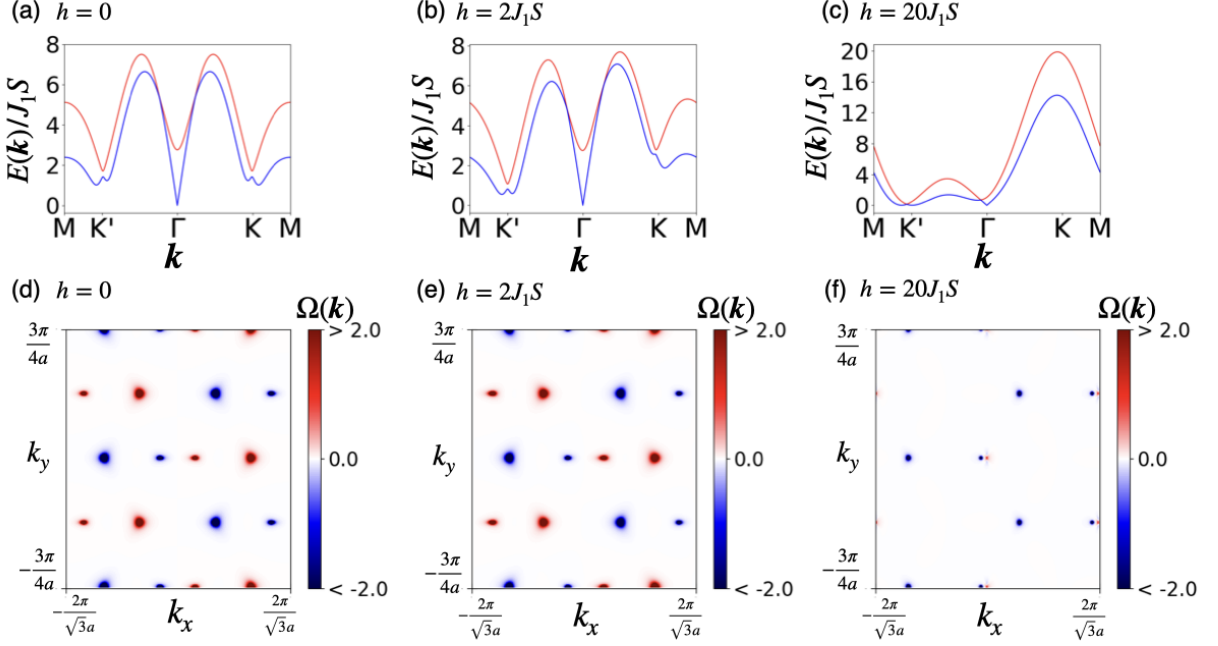 (a) h = 0
8
6
4
2
0
E(k)/J₁S
M K' Γ K M
k
(b) h = 2J₁S
8
6
4
2
0
E(k)/J₁S
M K' Γ K M
k
(c) h = 20J₁S
20
16
12
8
4
0
E(k)/J₁S
M K' Γ K M
k
(d) h = 0
Ω(k)
3π/4a
k_y
-3π/4a
-2π/√3a k_x 2π/√3a
> 2.0
0.0
< -2.0
(e) h = 2J₁S
Ω(k)
3π/4a
k_y
-3π/4a
-2π/√3a k_x 2π/√3a
> 2.0
0.0
< -2.0
(f) h = 20J₁S
Ω(k)
3π/4a
k_y
-3π/4a
-2π/√3a k_x 2π/√3a
> 2.0
0.0
< -2.0